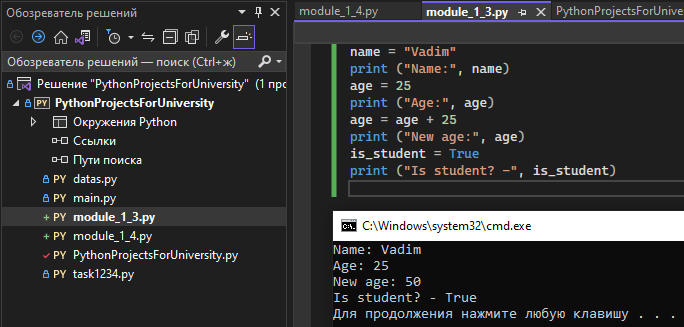 Обозреватель решений
Обозреватель решений — поиск (Ctrl+ж)
Решение "PythonProjectsForUniversity" (1 про
PY PythonProjectsForUniversity
Окружения Python
Ссылки
Пути поиска
PY datas.py
PY main.py
+ PY module_1_3.py
+ PY module_1_4.py
PY PythonProjectsForUniversity.py
PY task1234.py
module_1_4.py module_1_3.py PythonProjectsForUnive
name = "Vadim"
print ("Name:", name)
age = 25
print ("Age:", age)
age = age + 25
print ("New age:", age)
is_student = True
print ("Is student? -", is_student)
C:\Windows\system32\cmd.exe
Name: Vadim
Age: 25
New age: 50
Is student? - True
Для продолжения нажмите любую клавишу . . .